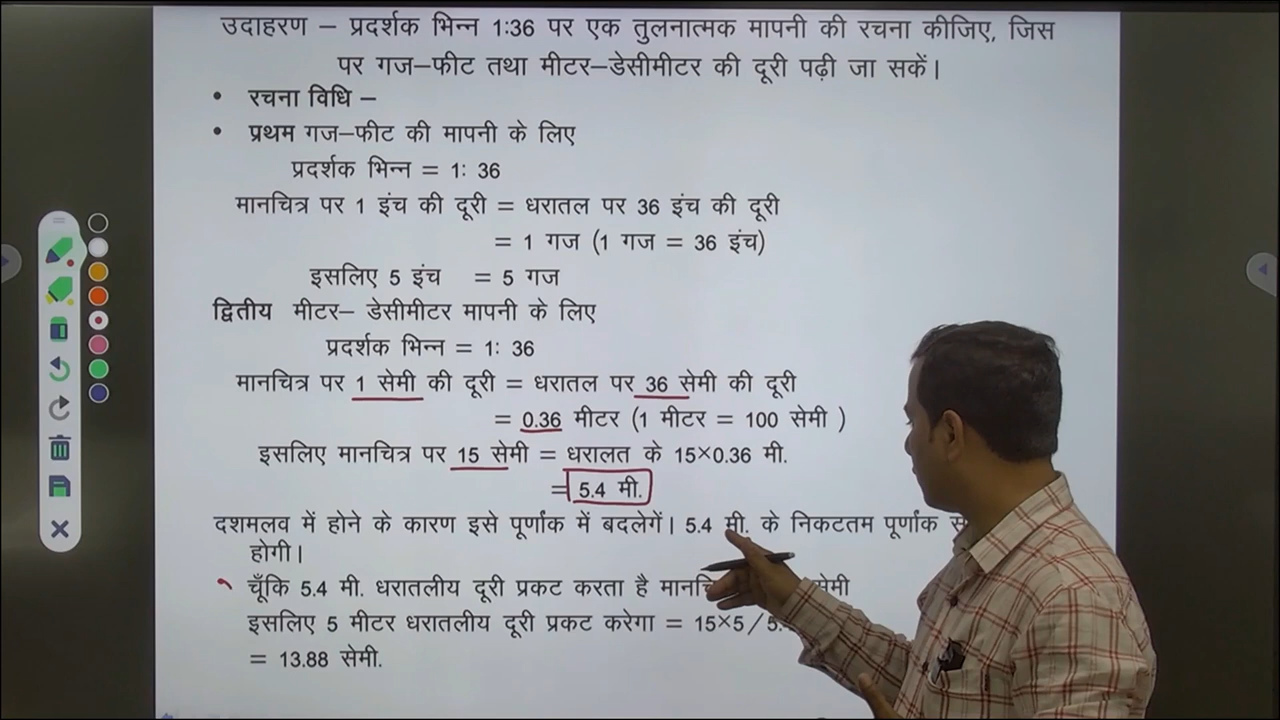 उदाहरण – प्रदर्शक भिन्न 1:36 पर एक तुलनात्मक मापनी की रचना कीजिए, जिस
पर गज–फीट तथा मीटर–डेसीमीटर की दूरी पढ़ी जा सकें।
• रचना विधि –
• प्रथम गज–फीट की मापनी के लिए
प्रदर्शक भिन्न = 1: 36
मानचित्र पर 1 इंच की दूरी = धरातल पर 36 इंच की दूरी
= 1 गज (1 गज = 36 इंच)
इसलिए 5 इंच = 5 गज
द्वितीय मीटर– डेसीमीटर मापनी के लिए
प्रदर्शक भिन्न = 1: 36
मानचित्र पर 1 सेमी की दूरी = धरातल पर 36 सेमी की दूरी
= 0.36 मीटर (1 मीटर = 100 सेमी )
इसलिए मानचित्र पर 15 सेमी = धरालत के 15×0.36 मी.
= 5.4 मी.
दशमलव में होने के कारण इसे पूर्णांक में बदलेगें। 5.4 मी. के निकटतम पूर्णांक
होगी।
चूँकि 5.4 मी. धरातलीय दूरी प्रकट करता है सेमी
इसलिए 5 मीटर धरातलीय दूरी प्रकट करेगा = 15×5/
= 13.88 सेमी.